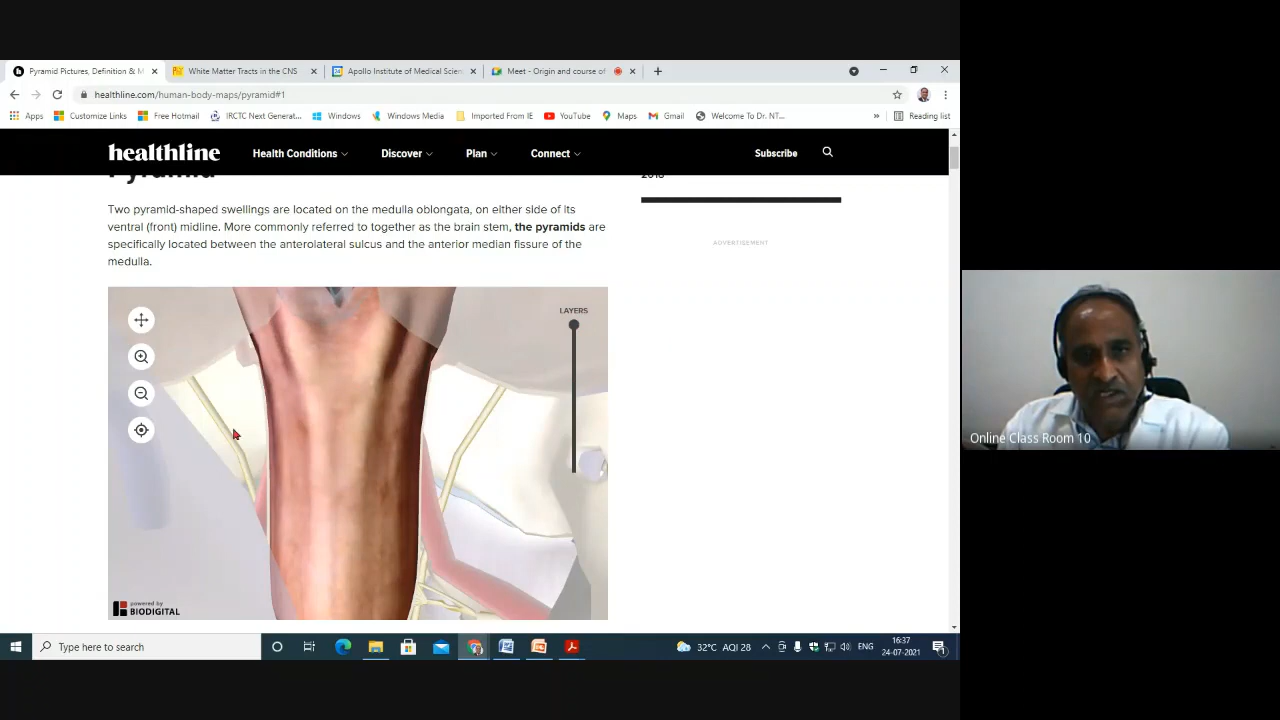 Pyramid Pictures, Definition & M
White Matter Tracts in the CNS
Apollo Institute of Medical Scien
Meet - Origin and course of
healthline.com/human-body-maps/pyramid#1
Apps
Customize Links
Free Hotmail
IRCTC Next Generat...
Windows
Windows Media
Imported From IE
YouTube
Maps
Gmail
Welcome To Dr. NT...
»
Reading list
healthline
Health Conditions
Discover
Plan
Connect
Subscribe
Pyramid
Two pyramid-shaped swellings are located on the medulla oblongata, on either side of its
ventral (front) midline. More commonly referred to together as the brain stem, the pyramids are
specifically located between the anterolateral sulcus and the anterior median fissure of the
medulla.
ADVERTISEMENT
LAYERS
powered by
BIODIGITAL
Online Class Room 10
Type here to search
32°C AQI 28
ENG
16:37
24-07-2021